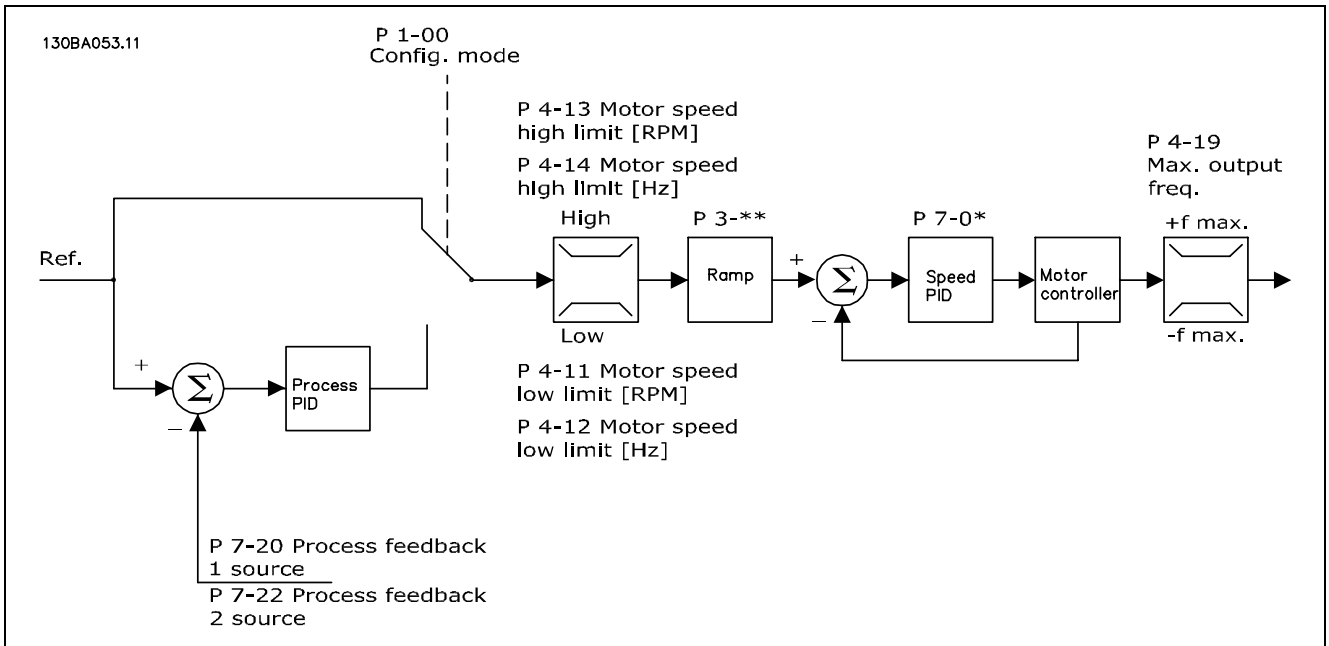 130BA053.11
P 1-00
Config. mode
P 4-13 Motor speed
high limit [RPM]
P 4-14 Motor speed
high limit [Hz]
P 4-19
Max. output
freq.
High
P 3-**
P 7-0*
+f max.
Ref.
Ramp
+
Σ
−
Speed
PID
Motor
controller
Low
-f max.
P 4-11 Motor speed
low limit [RPM]
P 4-12 Motor speed
low limit [Hz]
+
Σ
−
Process
PID
P 7-20 Process feedback
1 source
P 7-22 Process feedback
2 source